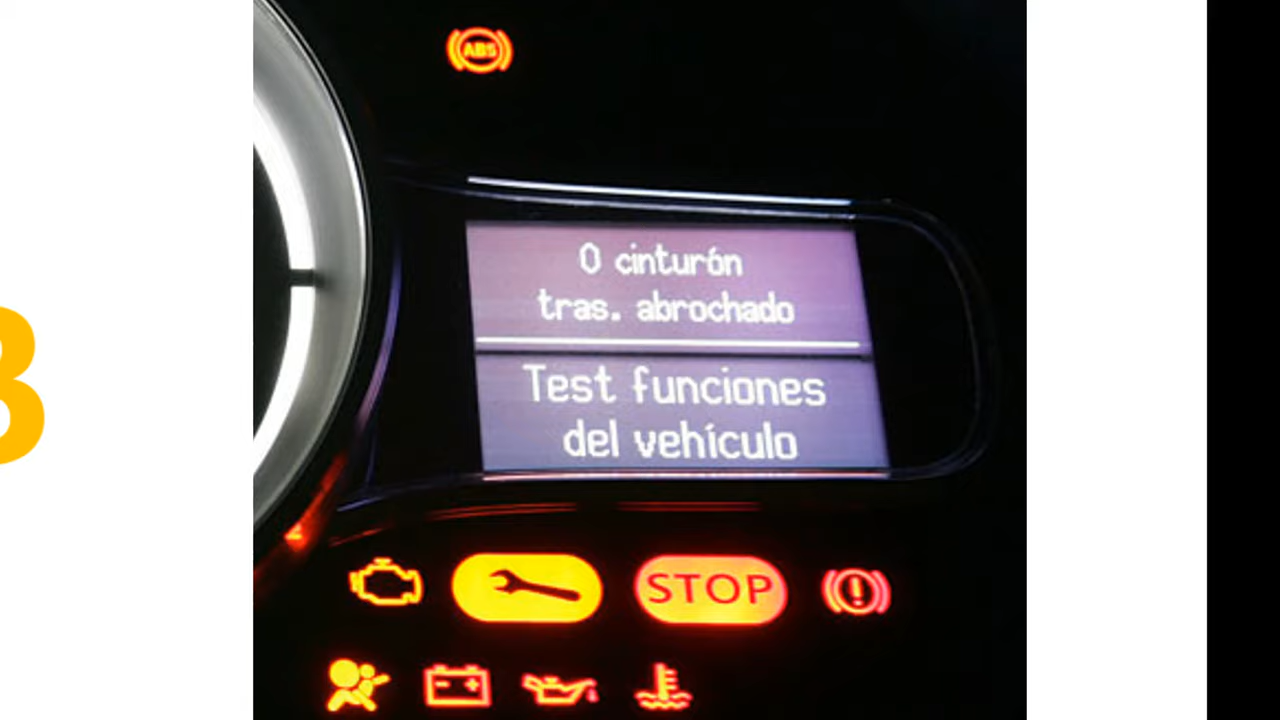 ABS
0 cinturón
tras. abrochado
Test funciones
del vehículo
STOP